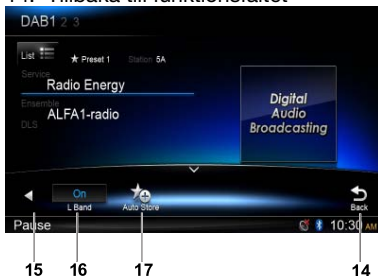 14. Tillbaka till funktionsfältet
DAB1 2 3
List ★ Preset 1 Station 5A
Service
Radio Energy
Ensemble
ALFA1-radio
DLS
Digital
Audio
Broadcasting
On
L Band
Auto Store
Back
Pause
10:30 AM
15 16 17 14